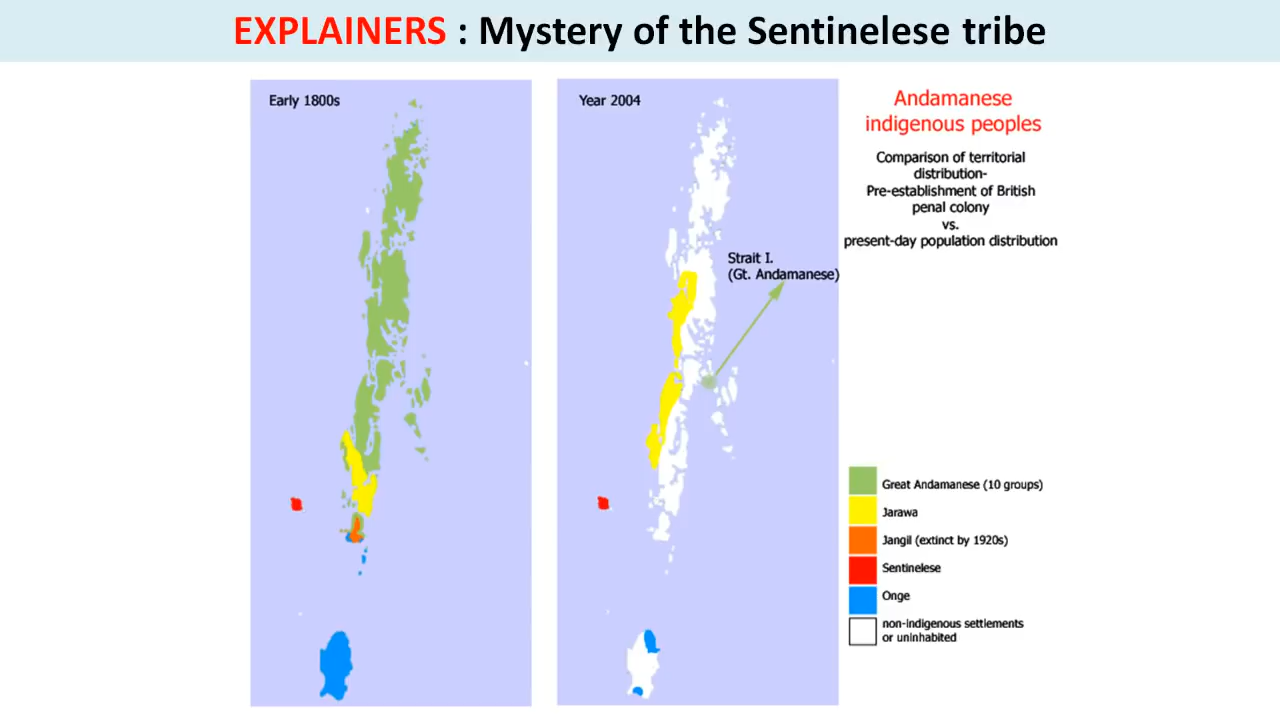 EXPLAINERS : Mystery of the Sentinelese tribe
Early 1800s
Year 2004
Strait I.
(Gt. Andamanese)
Andamanese
indigenous peoples
Comparison of territorial
distribution-
Pre-establishment of British
penal colony
vs.
present-day population distribution
Great Andamanese (10 groups)
Jarawa
Jangil (extinct by 1920s)
Sentinelese
Onge
non-indigenous settlements
or uninhabited